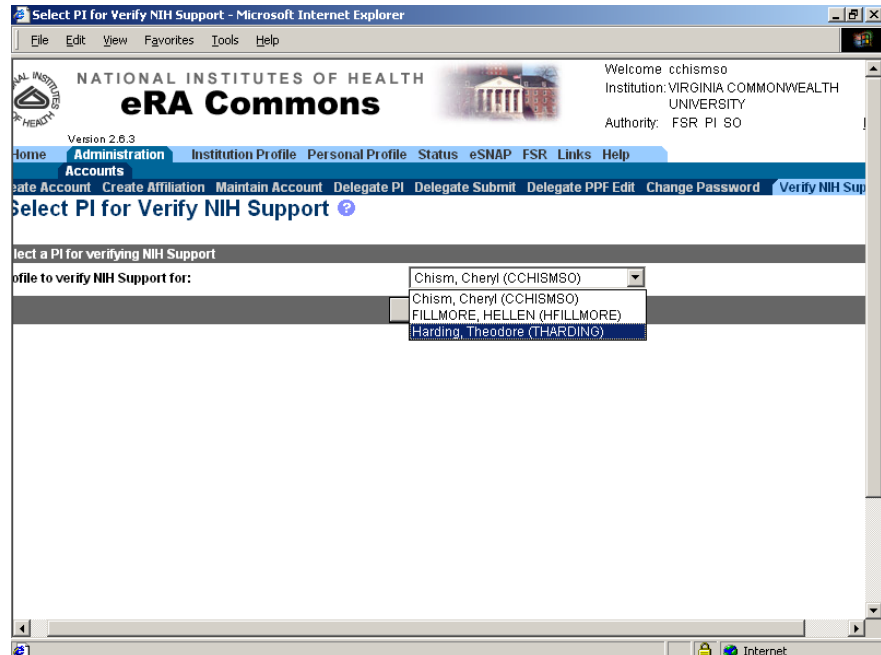 Select PI for Verify NIH Support - Microsoft Internet Explorer
File Edit View Favorites Tools Help
NATIONAL INSTITUTES OF HEALTH
eRA Commons
Version 2.6.3
Welcome cchismso
Institution: VIRGINIA COMMONWEALTH
UNIVERSITY
Authority: FSR PI SO
Home Administration Institution Profile Personal Profile Status eSNAP FSR Links Help
Accounts
eate Account Create Affiliation Maintain Account Delegate PI Delegate Submit Delegate PPF Edit Change Password Verify NIH Sup
Select PI for Verify NIH Support ?
lect a PI for verifying NIH Support
ofile to verify NIH Support for:
Chism, Cheryl (CCHISMSO)
Chism, Cheryl (CCHISMSO)
FILLMORE, HELLEN (HFILLMORE)
Harding, Theodore (THARDING)
Internet